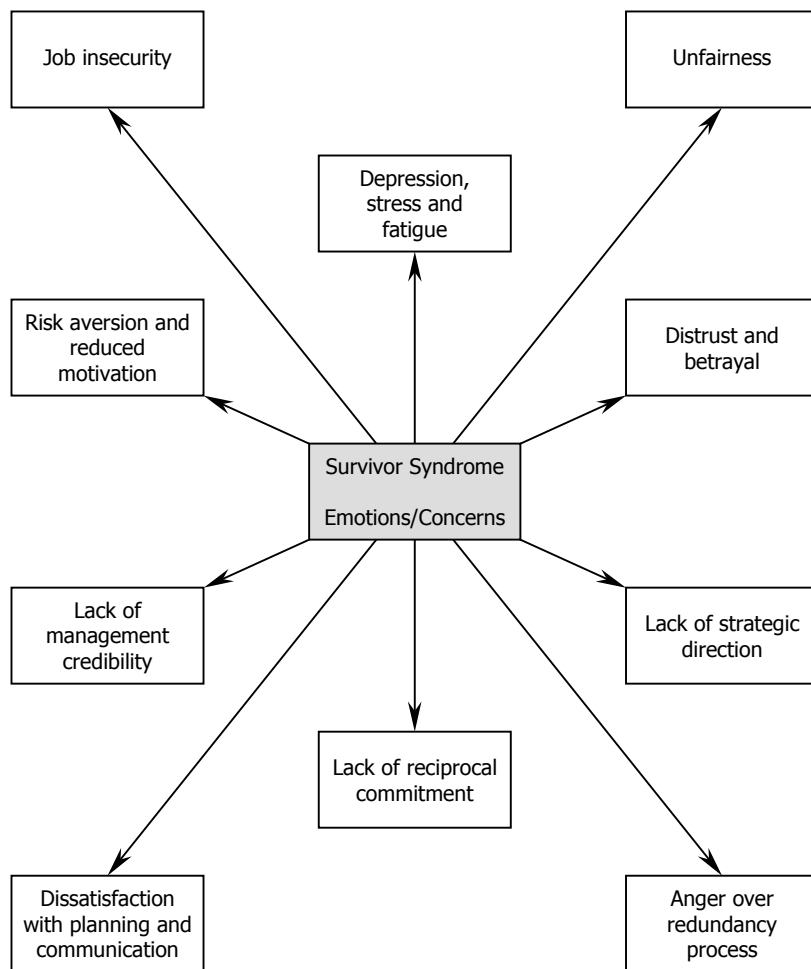 Job insecurity
Unfairness
Depression,
stress and
fatigue
Risk aversion and
reduced
motivation
Distrust and
betrayal
Survivor Syndrome
Emotions/Concerns
Lack of
management
credibility
Lack of strategic
direction
Lack of reciprocal
commitment
Dissatisfaction
with planning and
communication
Anger over
redundancy
process